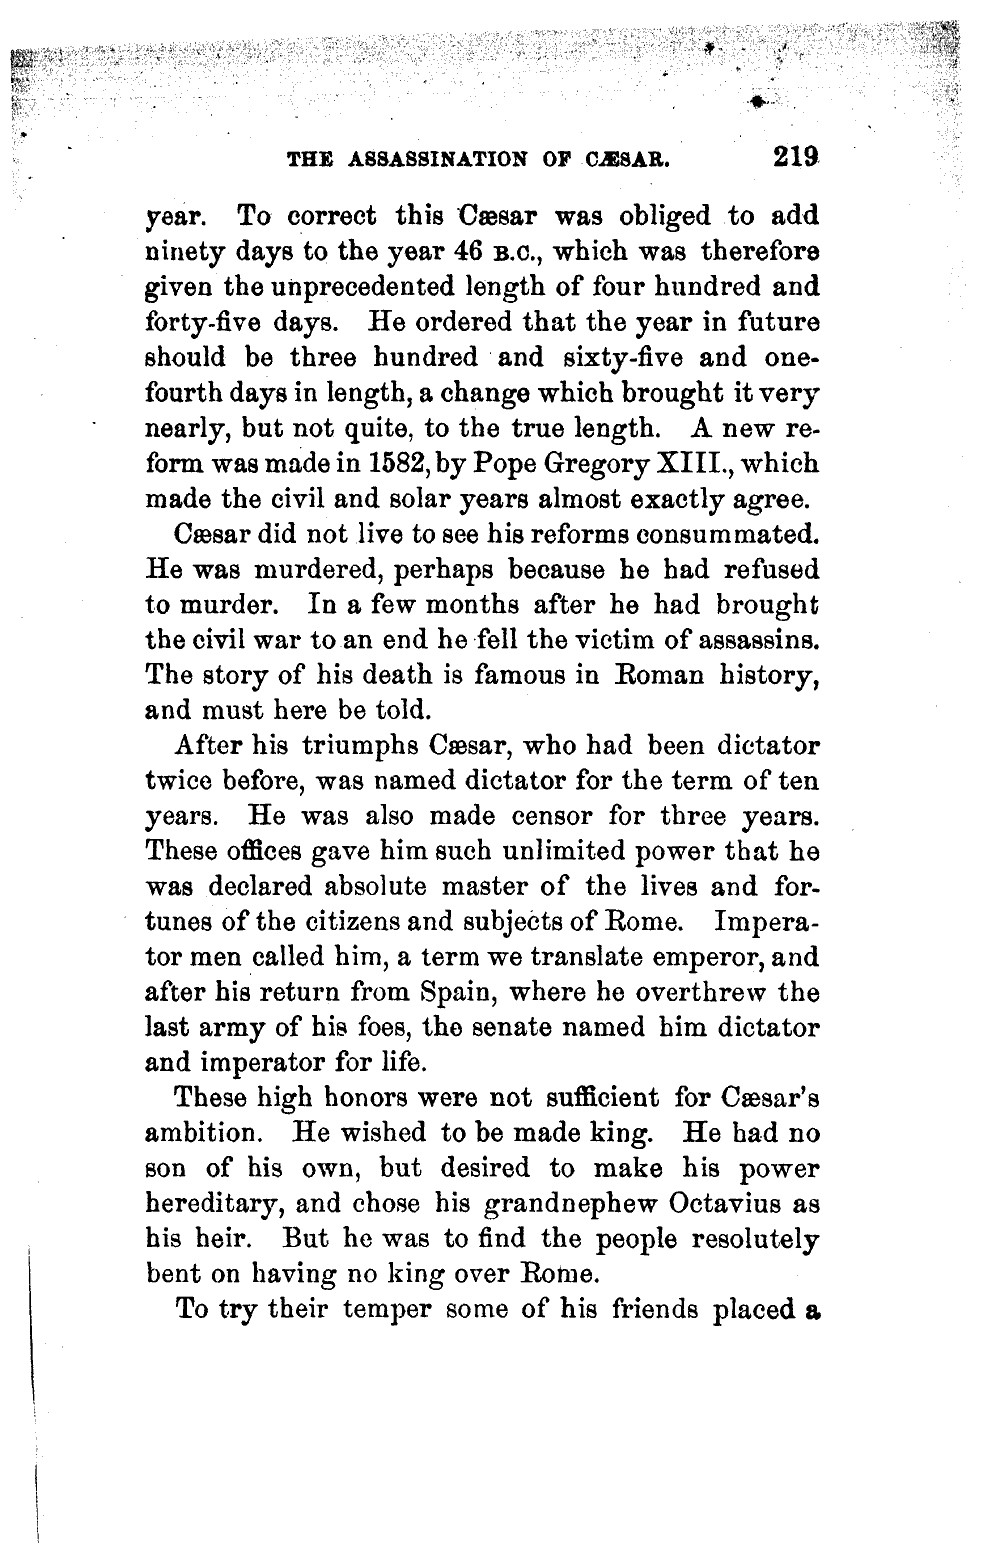 THE ASSASSINATION OF CÆSAR. 219
year. To correct this Cæsar was obliged to add
ninety days to the year 46 B.C., which was therefore
given the unprecedented length of four hundred and
forty-five days. He ordered that the year in future
should be three hundred and sixty-five and one-
fourth days in length, a change which brought it very
nearly, but not quite, to the true length. A new re-
form was made in 1582, by Pope Gregory XIII., which
made the civil and solar years almost exactly agree.
Cæsar did not live to see his reforms consummated.
He was murdered, perhaps because he had refused
to murder. In a few months after he had brought
the civil war to an end he fell the victim of assassins.
The story of his death is famous in Roman history,
and must here be told.
After his triumphs Cæsar, who had been dictator
twice before, was named dictator for the term of ten
years. He was also made censor for three years.
These offices gave him such unlimited power that he
was declared absolute master of the lives and for-
tunes of the citizens and subjects of Rome. Impera-
tor men called him, a term we translate emperor, and
after his return from Spain, where he overthrew the
last army of his foes, the senate named him dictator
and imperator for life.
These high honors were not sufficient for Cæsar's
ambition. He wished to be made king. He had no
son of his own, but desired to make his power
hereditary, and chose his grandnephew Octavius as
his heir. But he was to find the people resolutely
bent on having no king over Rome.
To try their temper some of his friends placed a